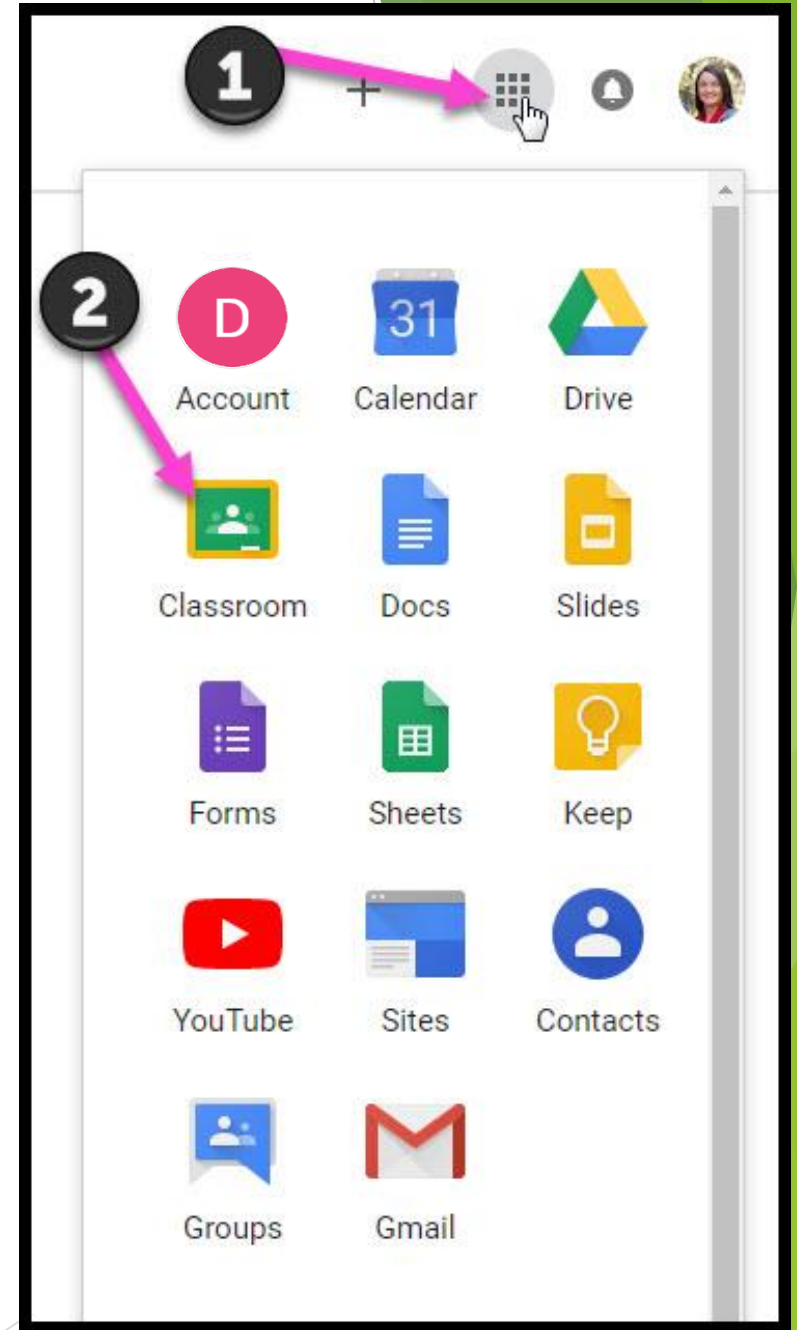 1
2
D 31
Account Calendar Drive
Classroom Docs Slides
Forms Sheets Keep
YouTube Sites Contacts
Groups Gmail